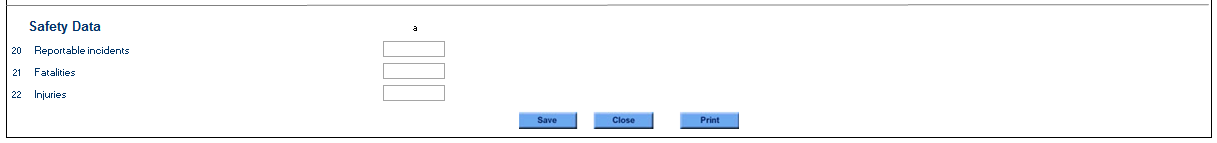 Safety Data a
20 Reportable incidents
21 Fatalities
22 Injuries
Save Close Print